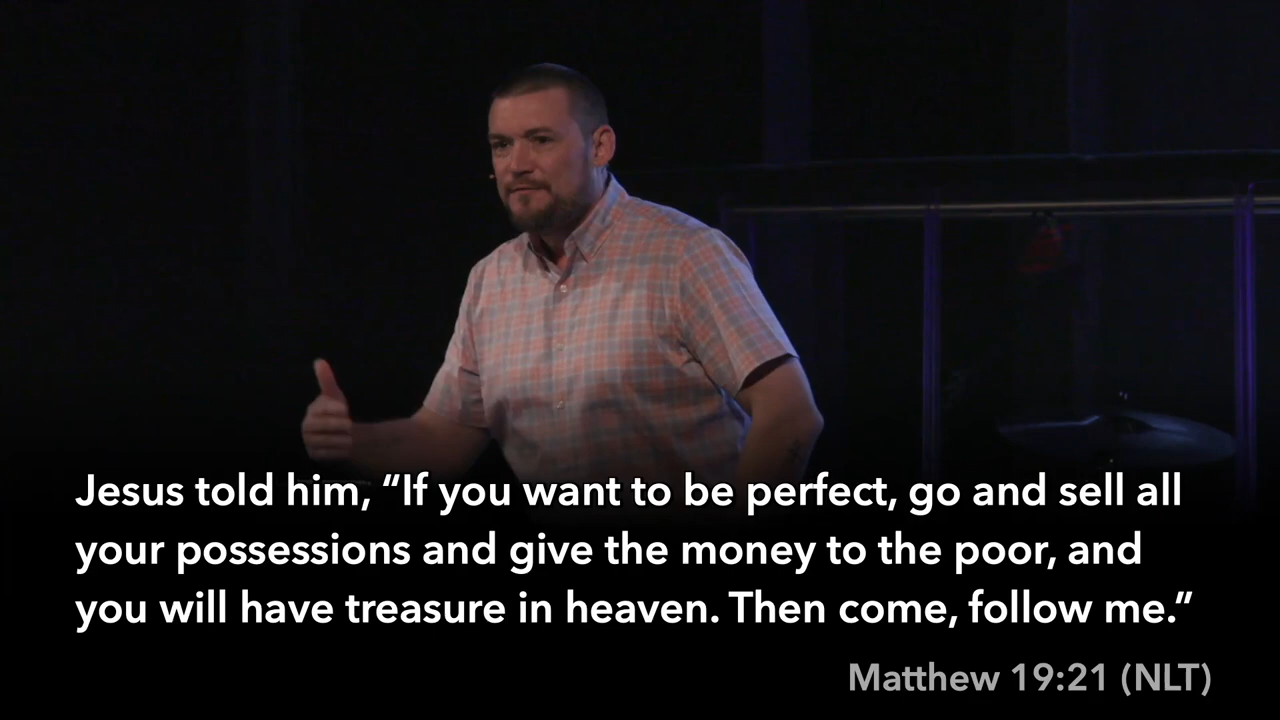 Jesus told him, “If you want to be perfect, go and sell all
your possessions and give the money to the poor, and
you will have treasure in heaven. Then come, follow me.”
Matthew 19:21 (NLT)